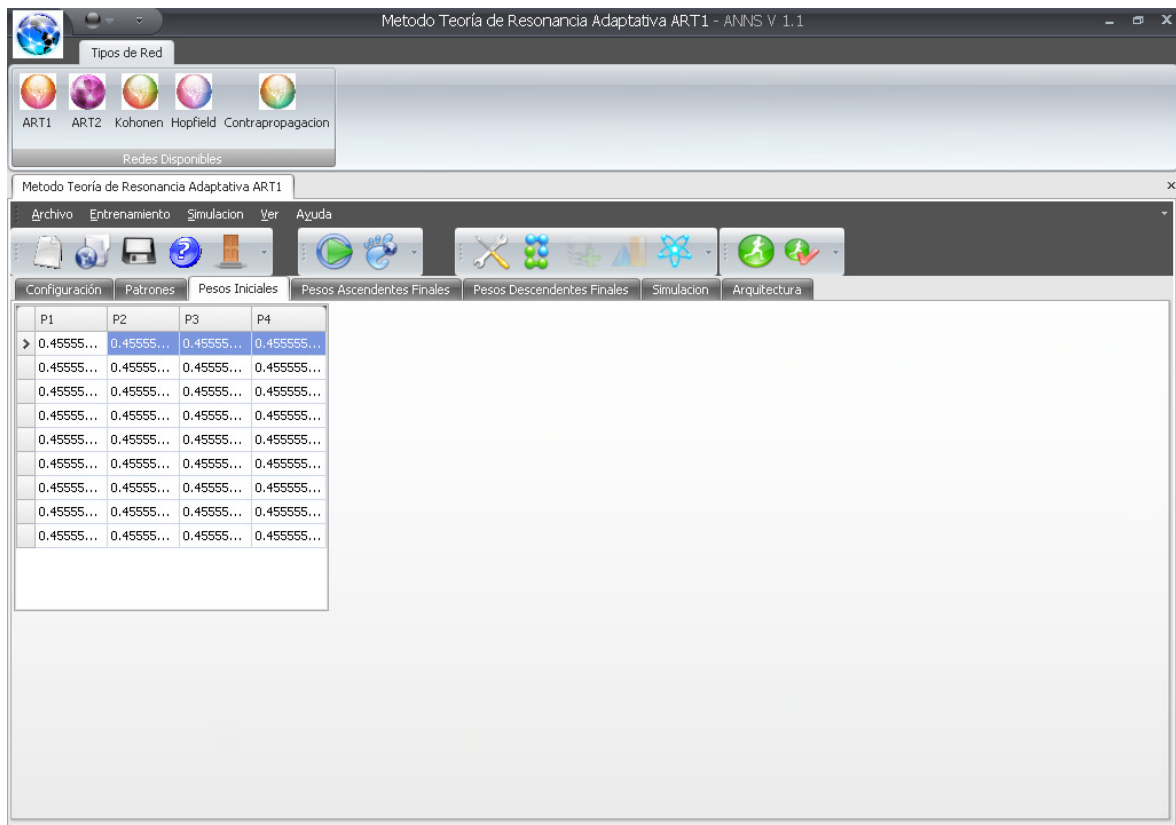 Metodo Teoría de Resonancia Adaptativa ART1 - ANNS V 1.1
Tipos de Red
ART1 ART2 Kohonen Hopfield Contrapropagacion
Redes Disponibles
Metodo Teoría de Resonancia Adaptativa ART1
Archivo Entrenamiento Simulacion Ver Ayuda
Configuración Patrones Pesos Iniciales Pesos Ascendentes Finales Pesos Descendentes Finales Simulacion Arquitectura
P1 P2 P3 P4
0.45555... 0.45555... 0.45555... 0.455555...
0.45555... 0.45555... 0.45555... 0.455555...
0.45555... 0.45555... 0.45555... 0.455555...
0.45555... 0.45555... 0.45555... 0.455555...
0.45555... 0.45555... 0.45555... 0.455555...
0.45555... 0.45555... 0.45555... 0.455555...
0.45555... 0.45555... 0.45555... 0.455555...
0.45555... 0.45555... 0.45555... 0.455555...
0.45555... 0.45555... 0.45555... 0.455555...